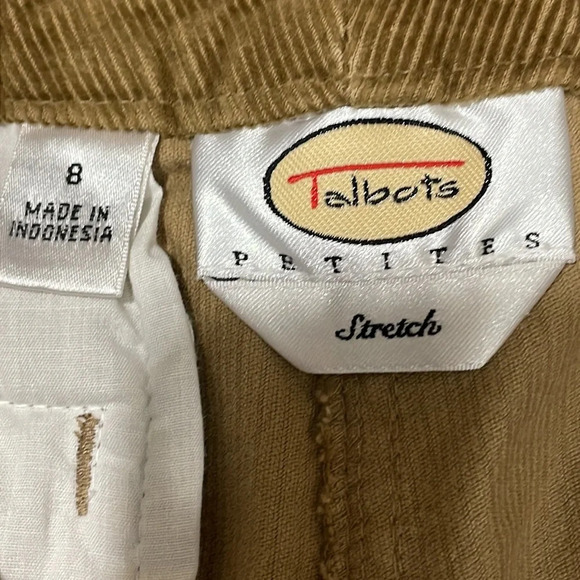 8
MADE IN
INDONESIA
Talbots
PETITES
Stretch